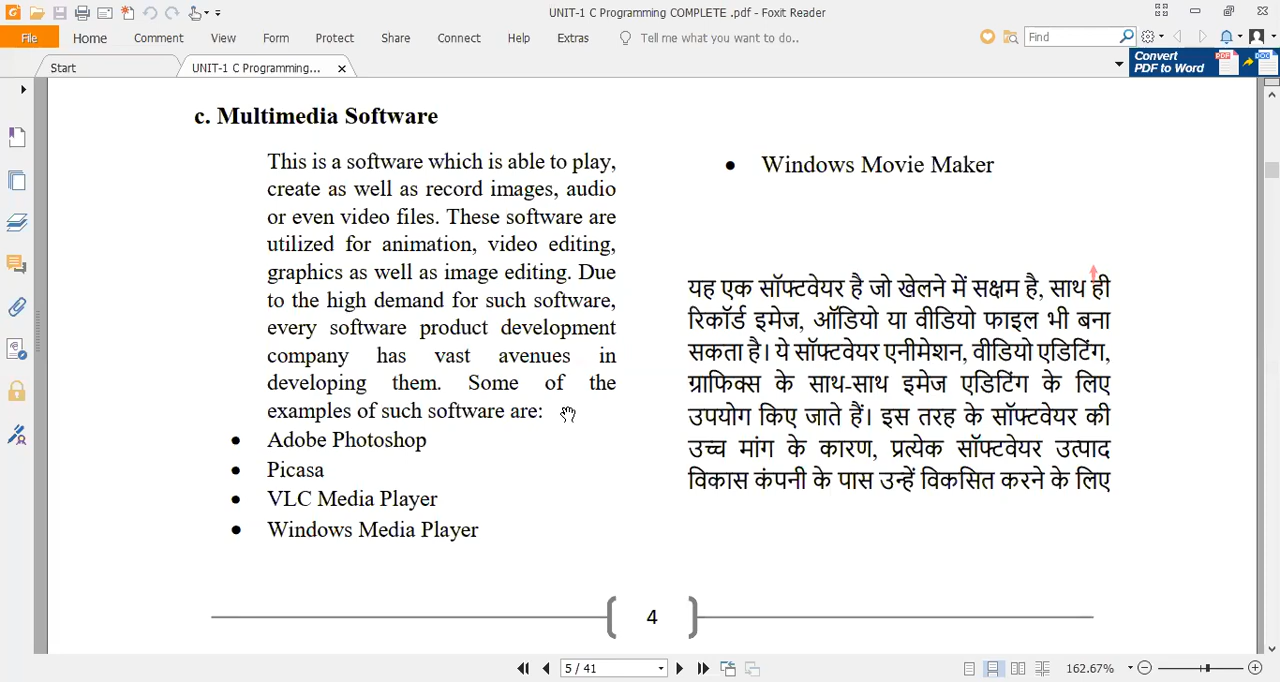 UNIT-1 C Programming COMPLETE .pdf - Foxit Reader
File Home Comment View Form Protect Share Connect Help Extras Tell me what you want to do.. Find
Start UNIT-1 C Programming... Convert PDF to Word
c. Multimedia Software
This is a software which is able to play,
create as well as record images, audio
or even video files. These software are
utilized for animation, video editing,
graphics as well as image editing. Due
to the high demand for such software,
every software product development
company has vast avenues in
developing them. Some of the
examples of such software are:
• Adobe Photoshop
• Picasa
• VLC Media Player
• Windows Media Player
• Windows Movie Maker
यह एक सॉफ्टवेयर है जो खेलने में सक्षम है, साथ ही
रिकॉर्ड इमेज, ऑडियो या वीडियो फाइल भी बना
सकता है। ये सॉफ्टवेयर एनीमेशन, वीडियो एडिटिंग,
ग्राफिक्स के साथ-साथ इमेज एडिटिंग के लिए
उपयोग किए जाते हैं। इस तरह के सॉफ्टवेयर की
उच्च मांग के कारण, प्रत्येक सॉफ्टवेयर उत्पाद
विकास कंपनी के पास उन्हें विकसित करने के लिए
4
5 / 41 162.67%